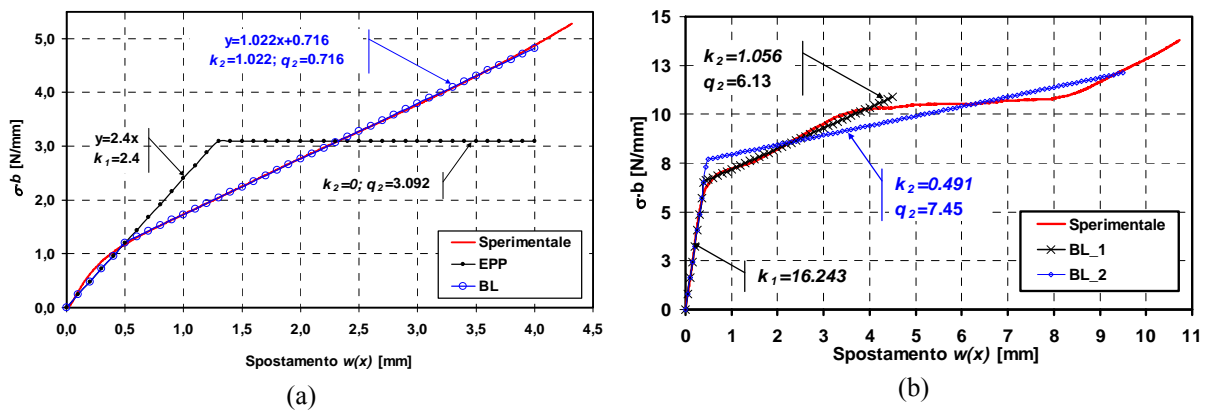 σ·b [N/mm]
5,0
4,0
3,0
2,0
1,0
0,0
y=1.022x+0.716
k2=1.022; q2=0.716
y=2.4x
k1=2.4
k2=0; q2=3.092
Sperimentale
EPP
BL
0,0 0,5 1,0 1,5 2,0 2,5 3,0 3,5 4,0 4,5
Spostamento w(x) [mm]
(a)
σ·b [N/mm]
15
13
10
8
5
3
0
k2=1.056
q2=6.13
k2=0.491
q2=7.45
k1=16.243
Sperimentale
BL_1
BL_2
0 1 2 3 4 5 6 7 8 9 10 11
Spostamento w(x) [mm]
(b)